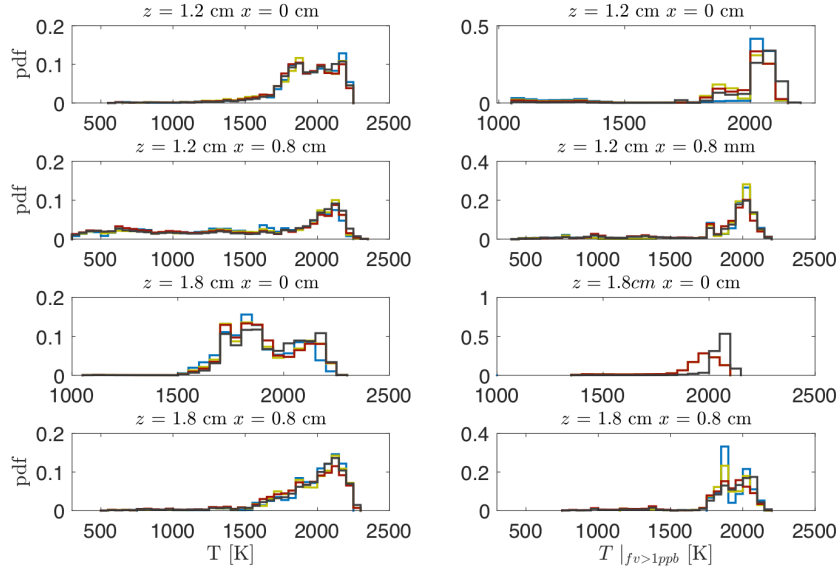 z = 1.2 cm x = 0 cm
z = 1.2 cm x = 0 cm
0.2
0.1
0
pdf
500 1000 1500 2000 2500
0.5
0
1000 1500 2000 2500
z = 1.2 cm x = 0.8 cm
z = 1.2 cm x = 0.8 mm
0.2
0.1
0
pdf
500 1000 1500 2000 2500
0.4
0.2
0
500 1000 1500 2000 2500
z = 1.8 cm x = 0 cm
z = 1.8cm x = 0 cm
0.2
0.1
0
1000 1500 2000 2500
1
0.5
0
1000 1500 2000 2500
z = 1.8 cm x = 0.8 cm
z = 1.8 cm x = 0.8 cm
0.2
0.1
0
pdf
500 1000 1500 2000 2500
T [K]
0.4
0.2
0
500 1000 1500 2000 2500
T |fv>1ppb [K]